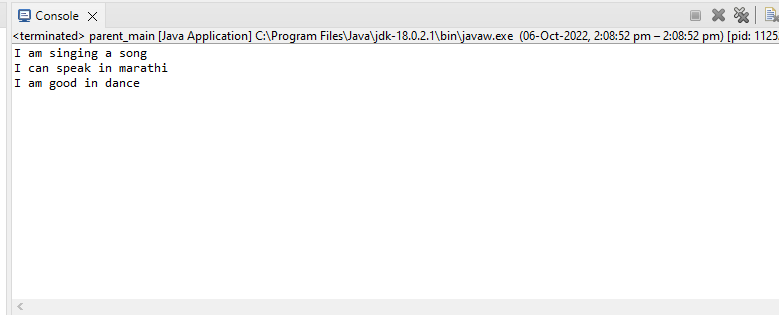 Console
<terminated> parent_main [Java Application] C:\Program Files\Java\jdk-18.0.2.1\bin\javaw.exe (06-Oct-2022, 2:08:52 pm – 2:08:52 pm) [pid: 1125
I am singing a song
I can speak in marathi
I am good in dance